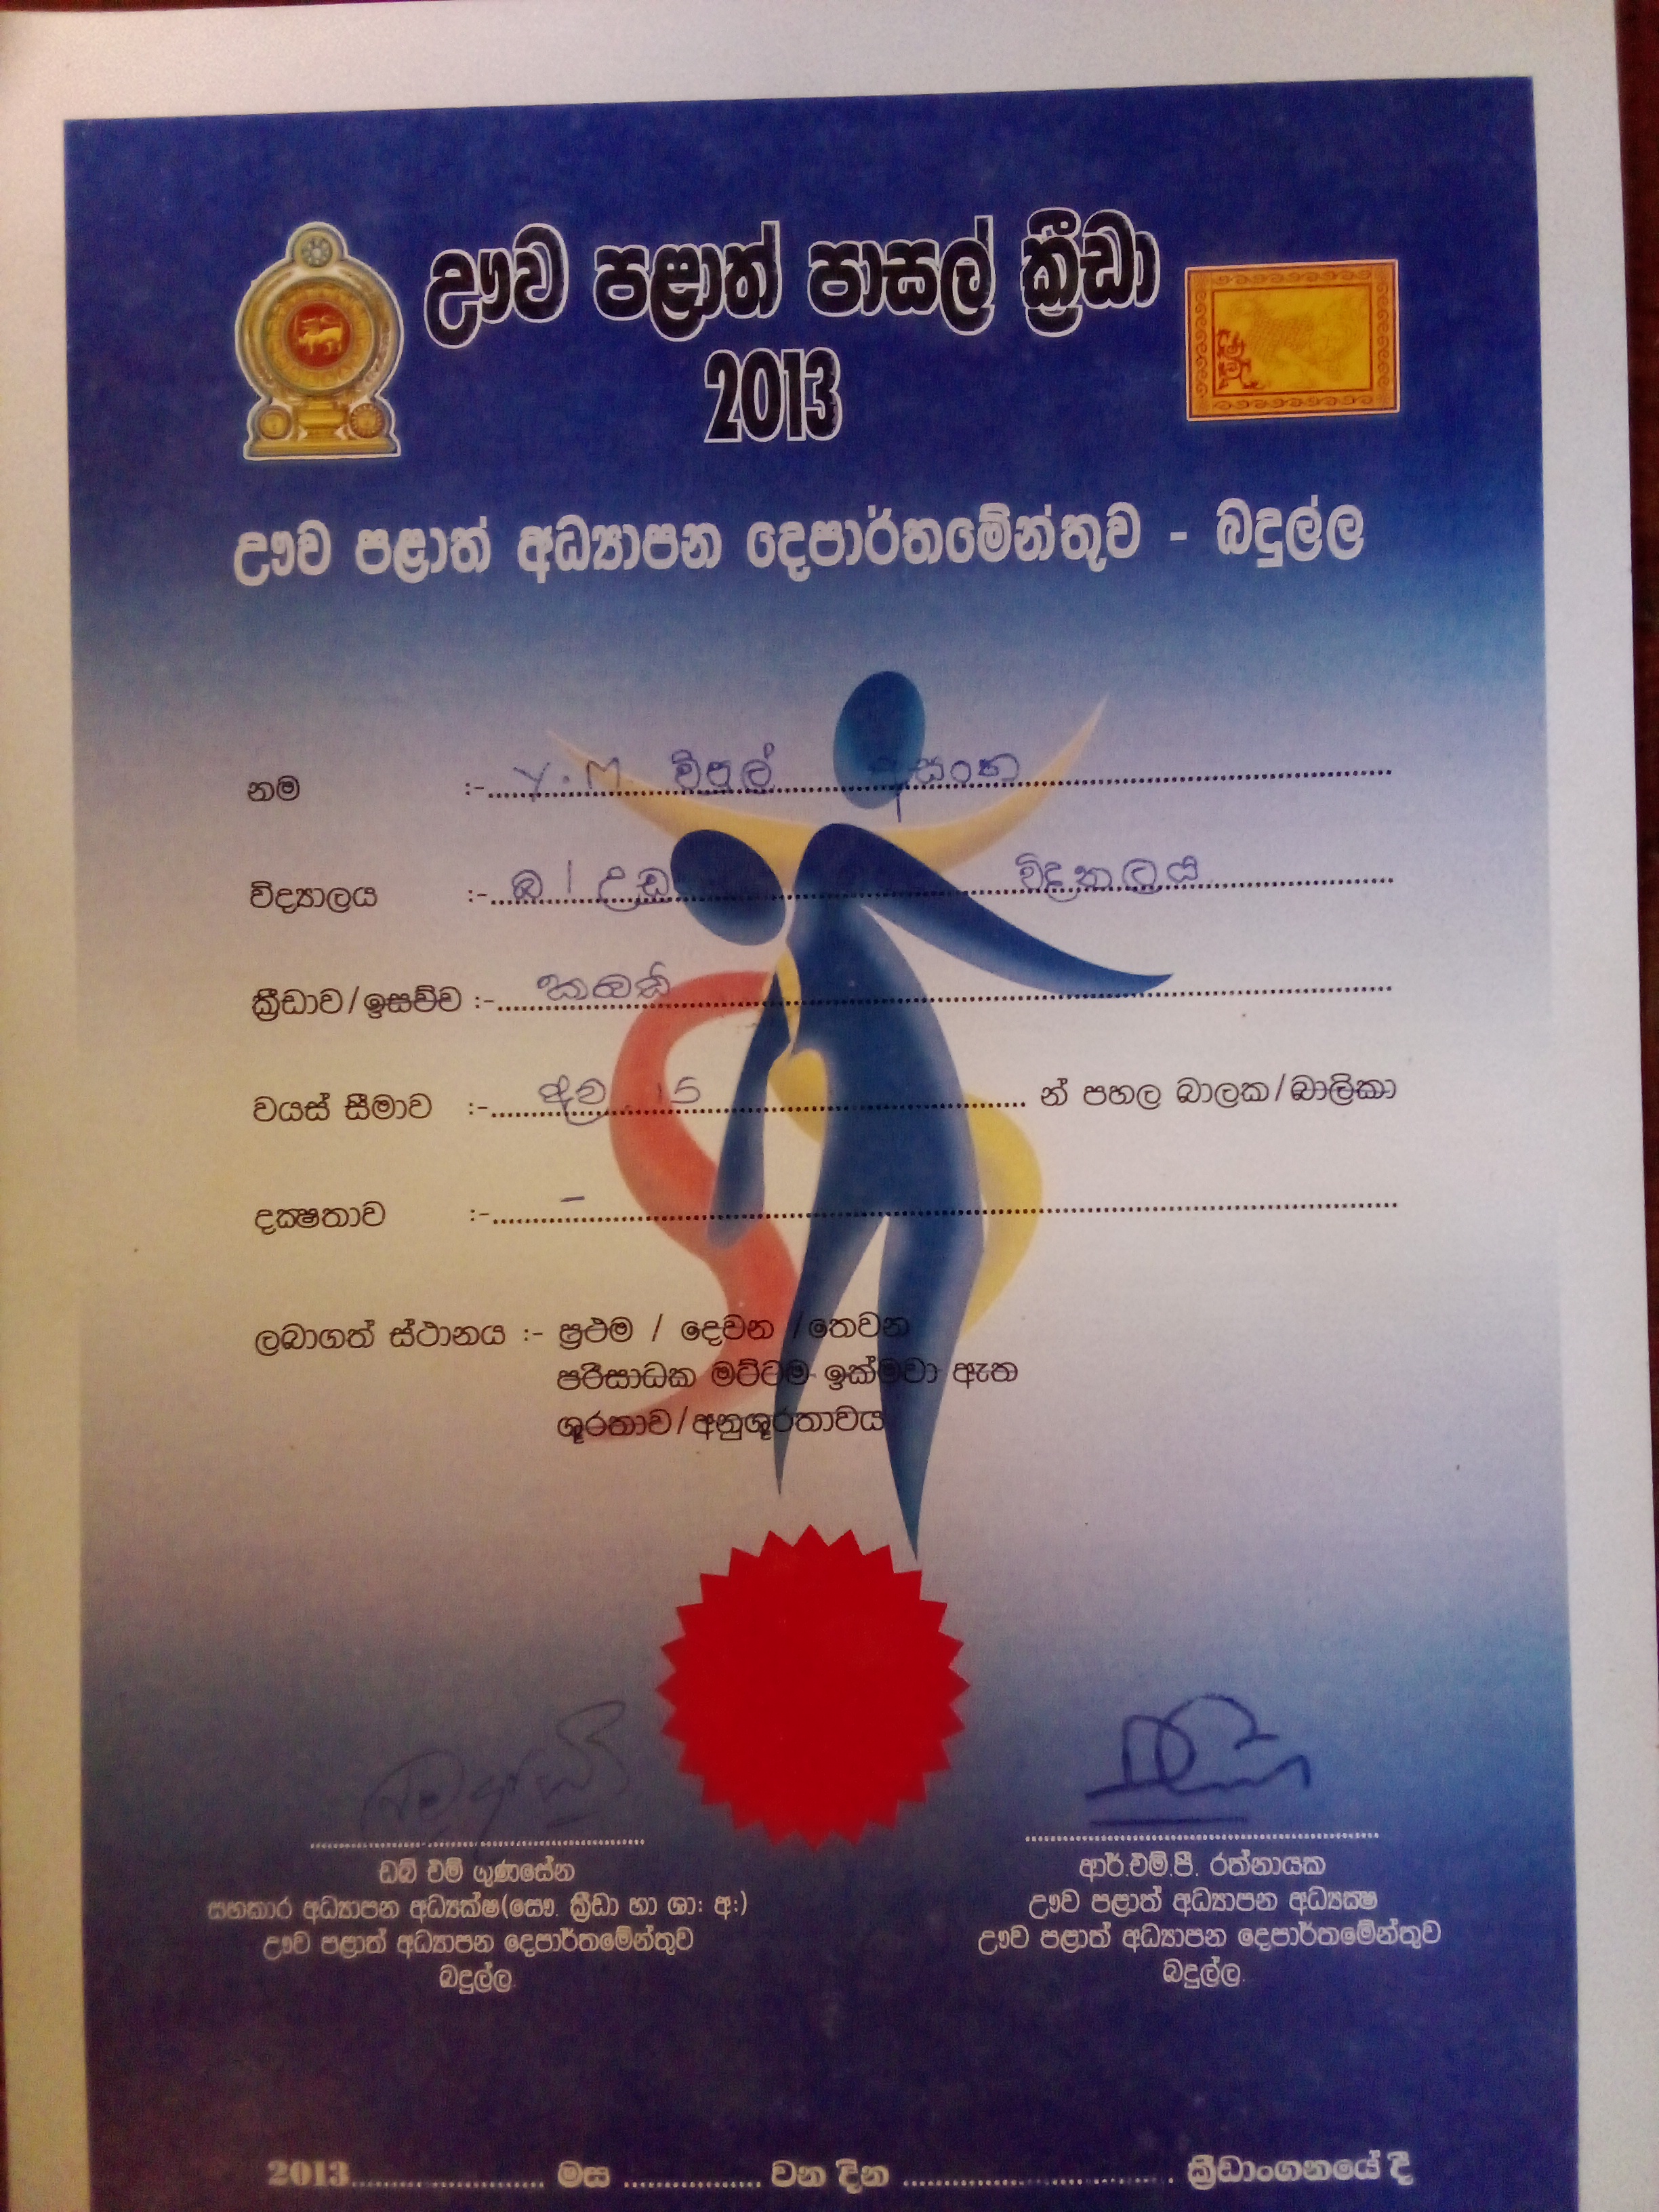 ඌව පළාත් පාසල් ක්‍රීඩා
2013
ඌව පළාත් අධ්‍යාපන දෙපාර්තමේන්තුව - බදුල්ල
නම :- Y.M. විපුල්
විද්‍යාලය :- බ / උඩ
ක්‍රීඩාව/ඉසව්ව :- කබඩි
වයස් සීමාව :- අව. 15 න් පහල බාලක/බාලිකා
දක්‍ෂතාව :- -
ලබාගත් ස්ථානය :- ප්‍රථම / දෙවන / තෙවන
පරිසාධක මට්ටම ඉක්මවා ඇත
ශූරතාව/අනුශූරතාවය
ඩබ් එම් ගුණසේන
සහකාර අධ්‍යාපන අධ්‍යක්ෂ(සෞ. ක්‍රීඩා හා ශා: අ:)
ඌව පළාත් අධ්‍යාපන දෙපාර්තමේන්තුව
බදුල්ල.
ආර්.එම්.පී. රත්නායක
ඌව පළාත් අධ්‍යාපන අධ්‍යක්‍ෂ
ඌව පළාත් අධ්‍යාපන දෙපාර්තමේන්තුව
බදුල්ල.
2013.................... මස .................. වන දින ................................. ක්‍රීඩාංගනයේ දී